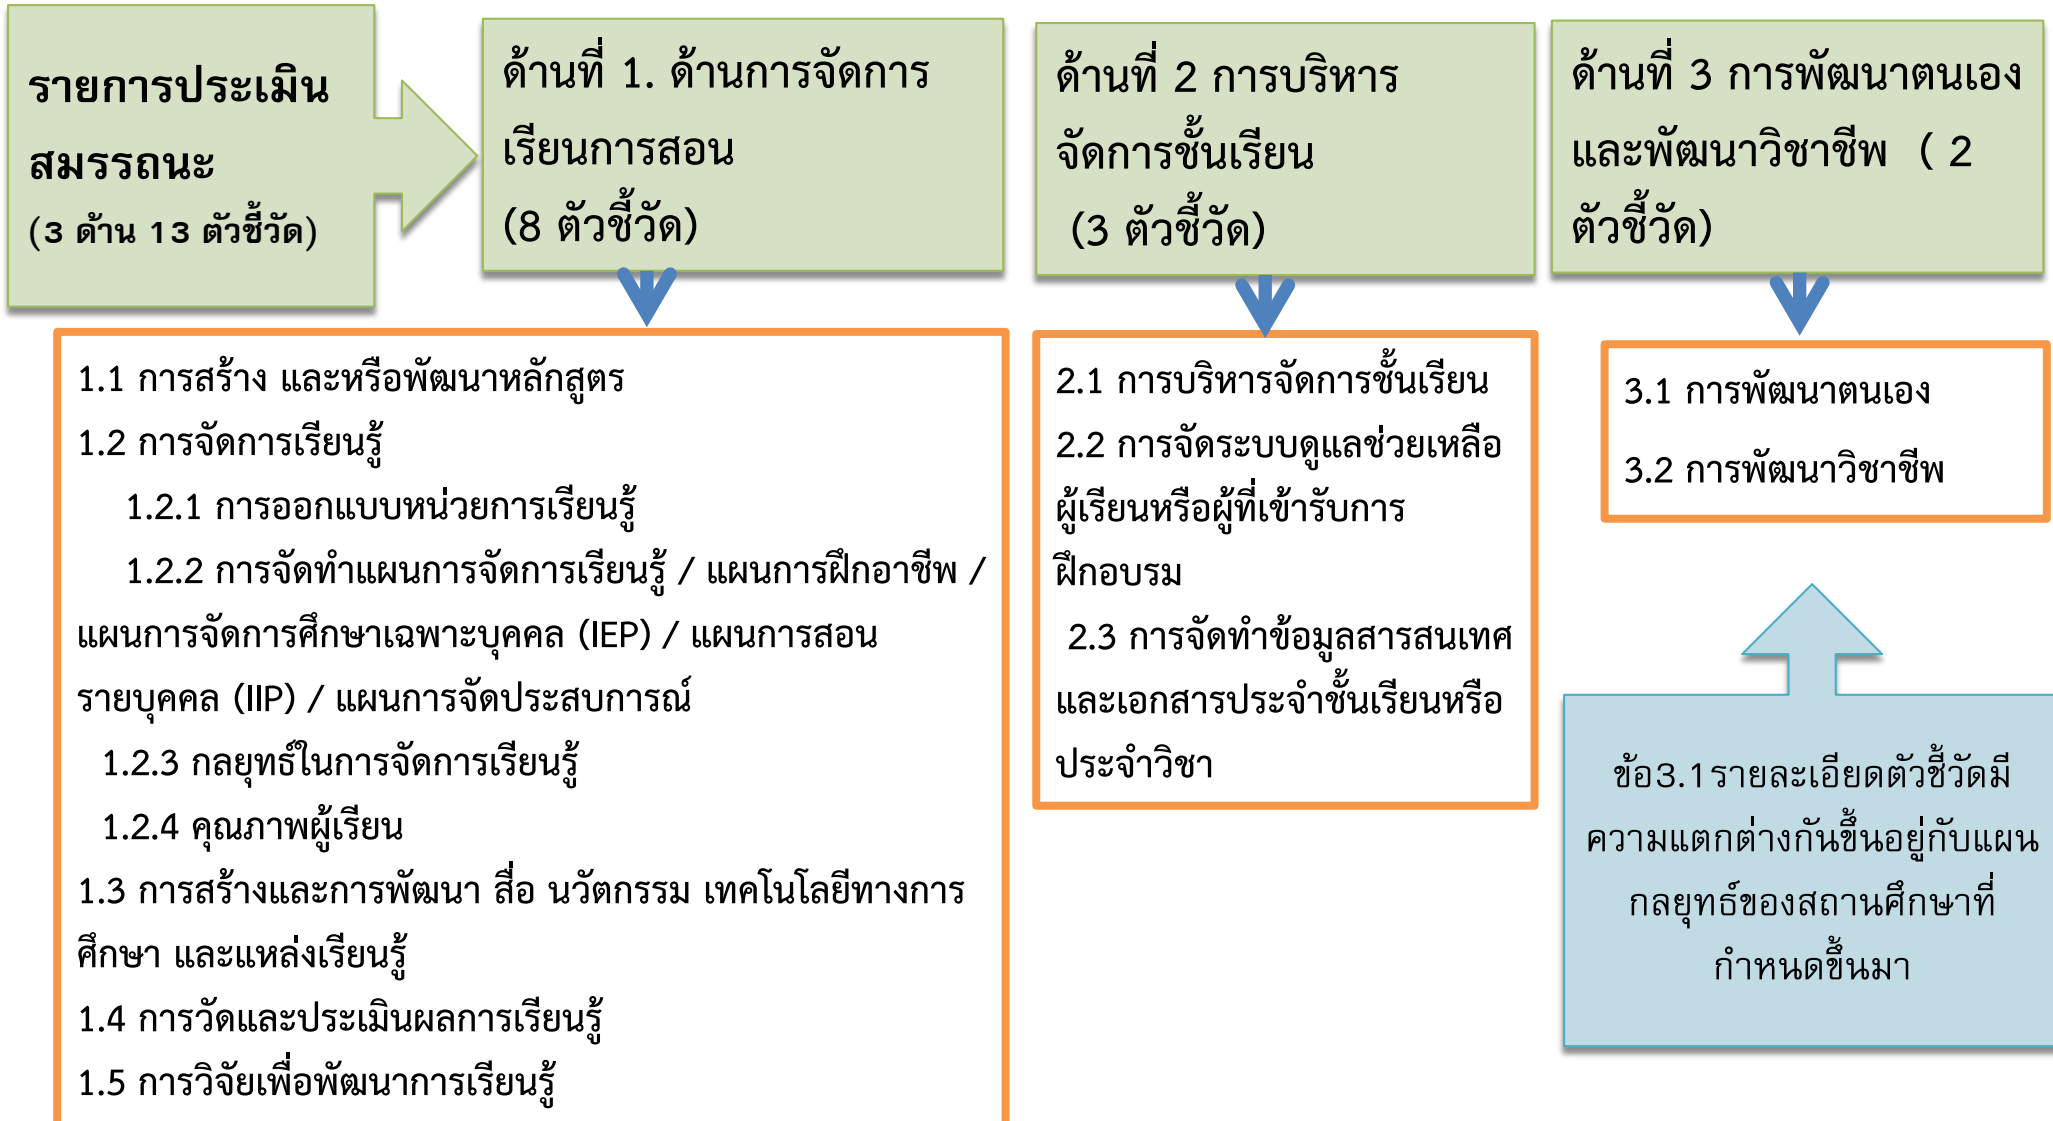 รายการประเมิน
สมรรถนะ
(3 ด้าน 13 ตัวชี้วัด)
ด้านที่ 1. ด้านการจัดการ
เรียนการสอน
(8 ตัวชี้วัด)
ด้านที่ 2 การบริหาร
จัดการชั้นเรียน
(3 ตัวชี้วัด)
ด้านที่ 3 การพัฒนาตนเอง
และพัฒนาวิชาชีพ ( 2
ตัวชี้วัด)
1.1 การสร้าง และหรือพัฒนาหลักสูตร
1.2 การจัดการเรียนรู้
1.2.1 การออกแบบหน่วยการเรียนรู้
1.2.2 การจัดทำแผนการจัดการเรียนรู้ / แผนการฝึกอาชีพ /
แผนการจัดการศึกษาเฉพาะบุคคล (IEP) / แผนการสอน
รายบุคคล (IIP) / แผนการจัดประสบการณ์
1.2.3 กลยุทธ์ในการจัดการเรียนรู้
1.2.4 คุณภาพผู้เรียน
1.3 การสร้างและการพัฒนา สื่อ นวัตกรรม เทคโนโลยีทางการ
ศึกษา และแหล่งเรียนรู้
1.4 การวัดและประเมินผลการเรียนรู้
1.5 การวิจัยเพื่อพัฒนาการเรียนรู้
2.1 การบริหารจัดการชั้นเรียน
2.2 การจัดระบบดูแลช่วยเหลือ
ผู้เรียนหรือผู้ที่เข้ารับการ
ฝึกอบรม
2.3 การจัดทำข้อมูลสารสนเทศ
และเอกสารประจำชั้นเรียนหรือ
ประจำวิชา
3.1 การพัฒนาตนเอง
3.2 การพัฒนาวิชาชีพ
ข้อ3.1รายละเอียดตัวชี้วัดมี
ความแตกต่างกันขึ้นอยู่กับแผน
กลยุทธ์ของสถานศึกษาที่
กำหนดขึ้นมา